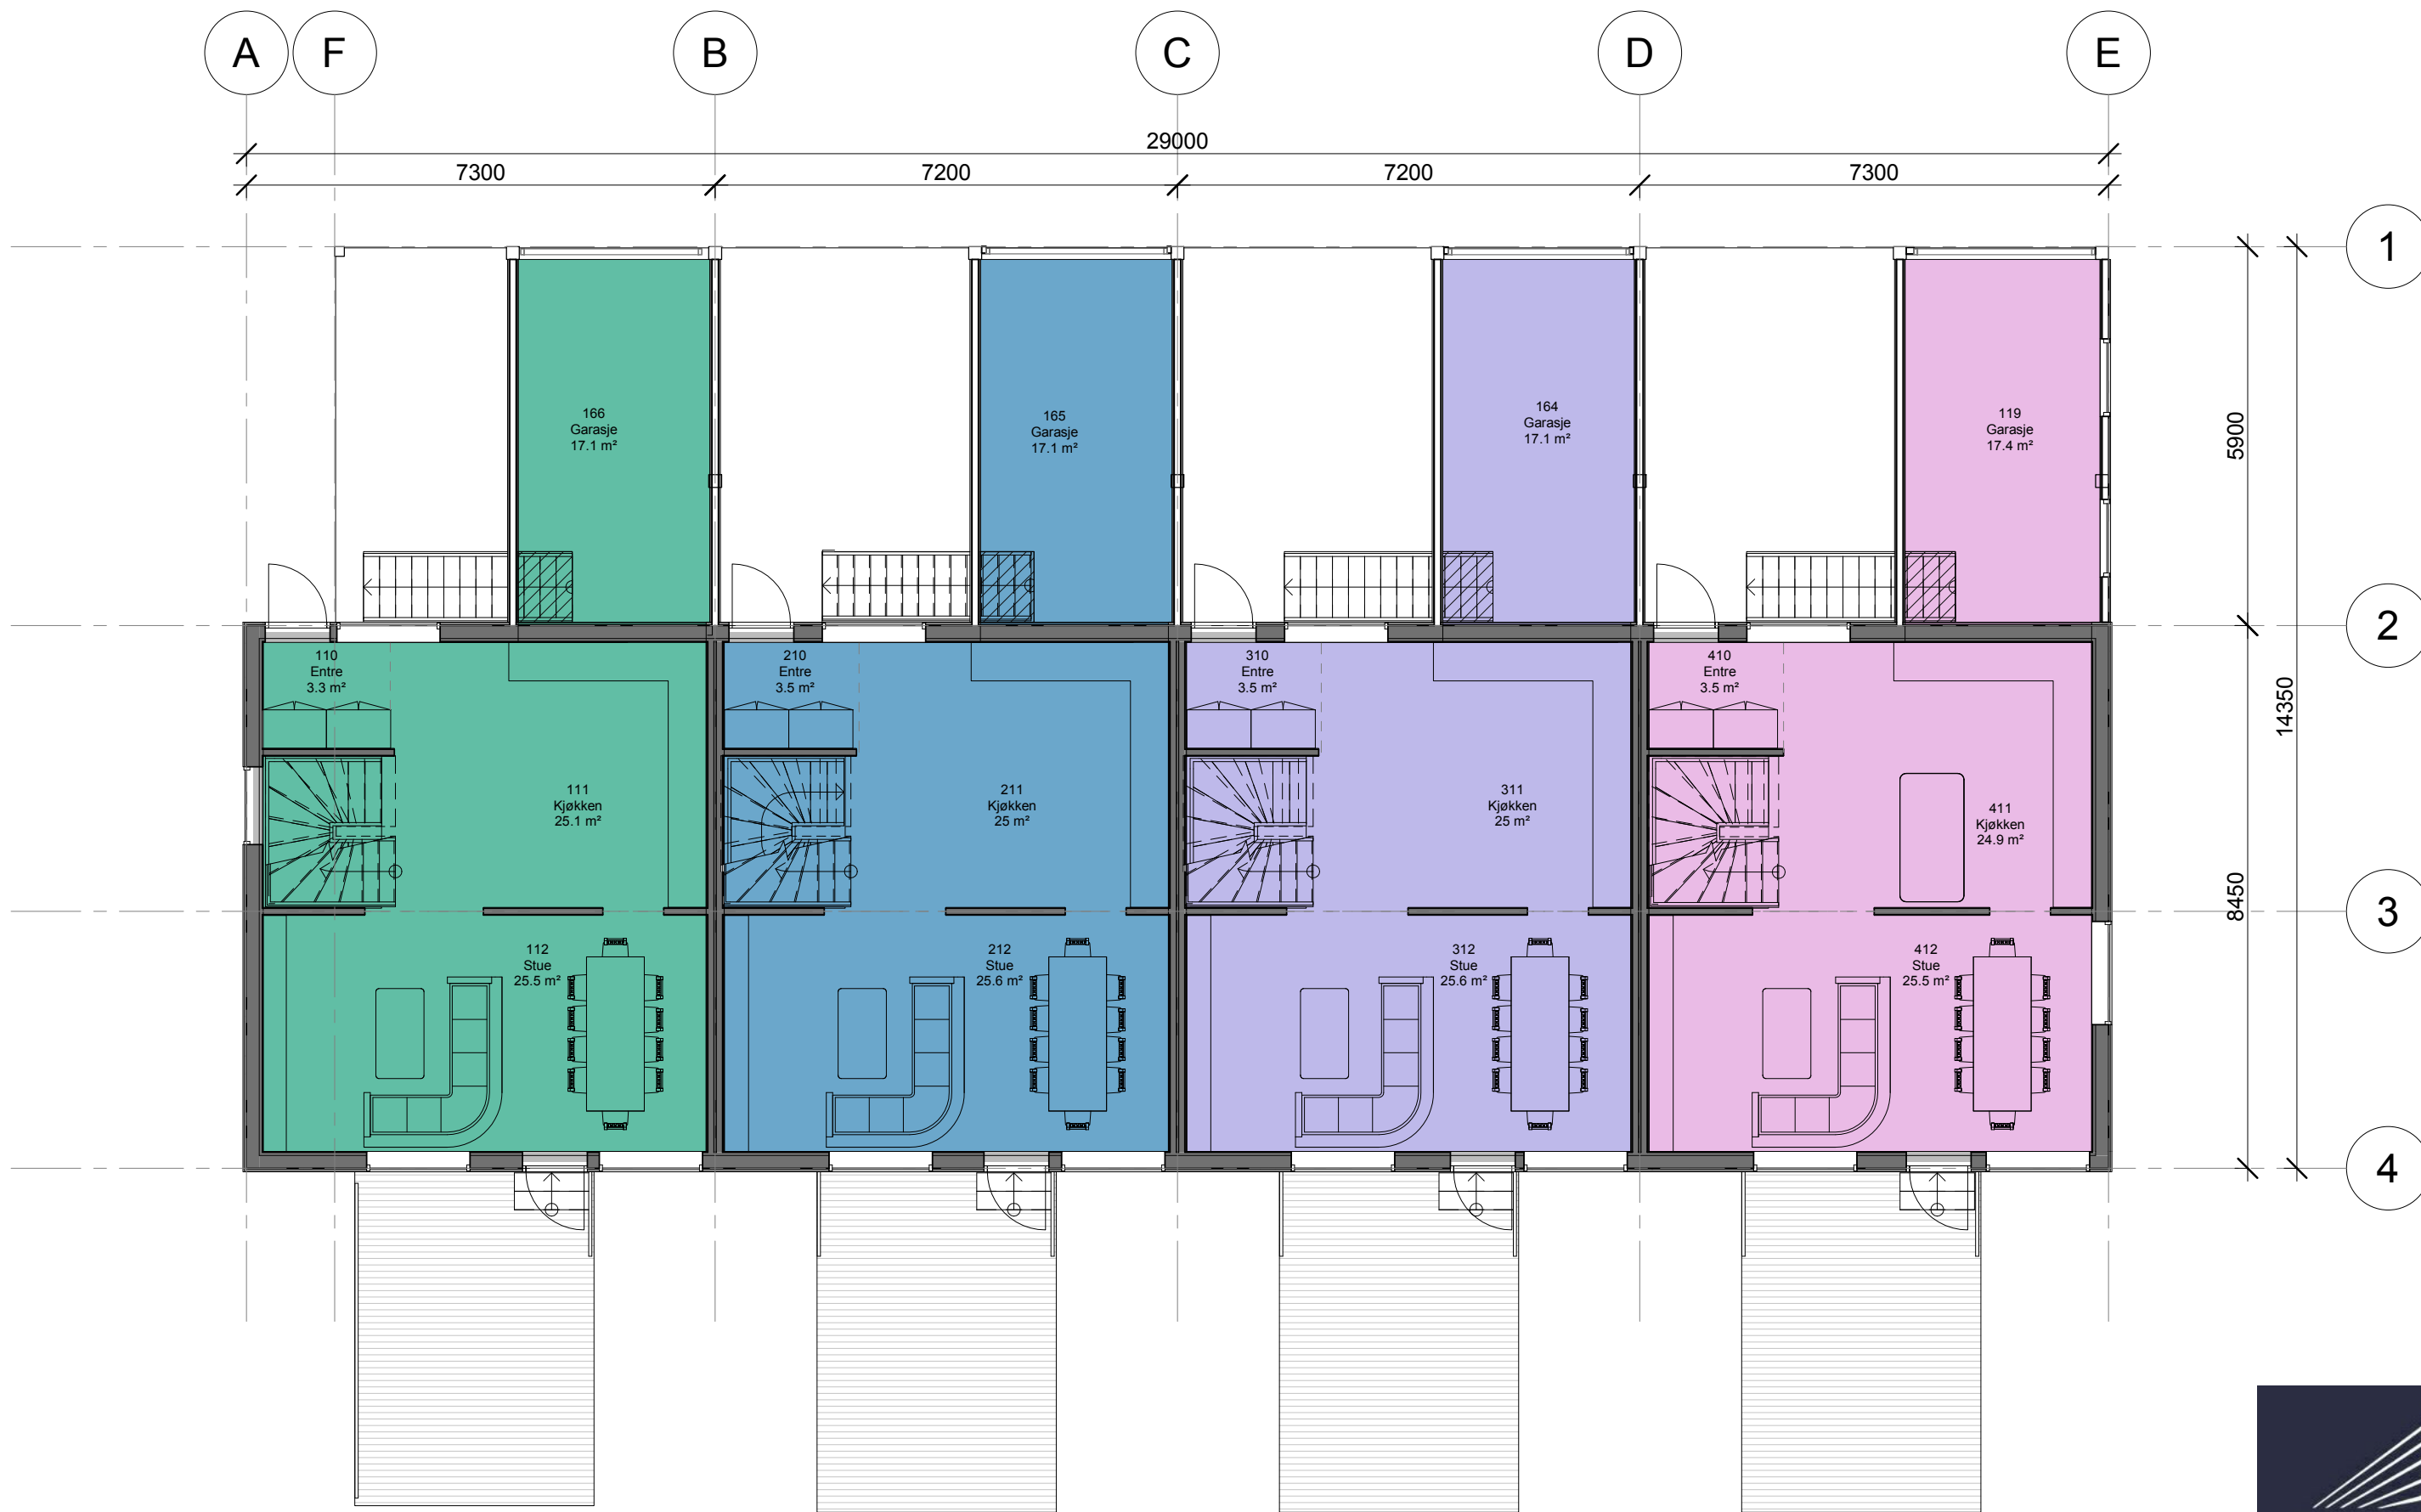 A
F
B
C
D
E
29000
7300
7200
7200
7300
1
166
Garasje
17.1 m²
165
Garasje
17.1 m²
164
Garasje
17.1 m²
119
Garasje
17.4 m²
5900
2
110
Entre
3.3 m²
210
Entre
3.5 m²
310
Entre
3.5 m²
410
Entre
3.5 m²
14350
111
Kjøkken
25.1 m²
211
Kjøkken
25 m²
311
Kjøkken
25 m²
411
Kjøkken
24.9 m²
8450
3
112
Stue
25.5 m²
212
Stue
25.6 m²
312
Stue
25.6 m²
412
Stue
25.5 m²
4